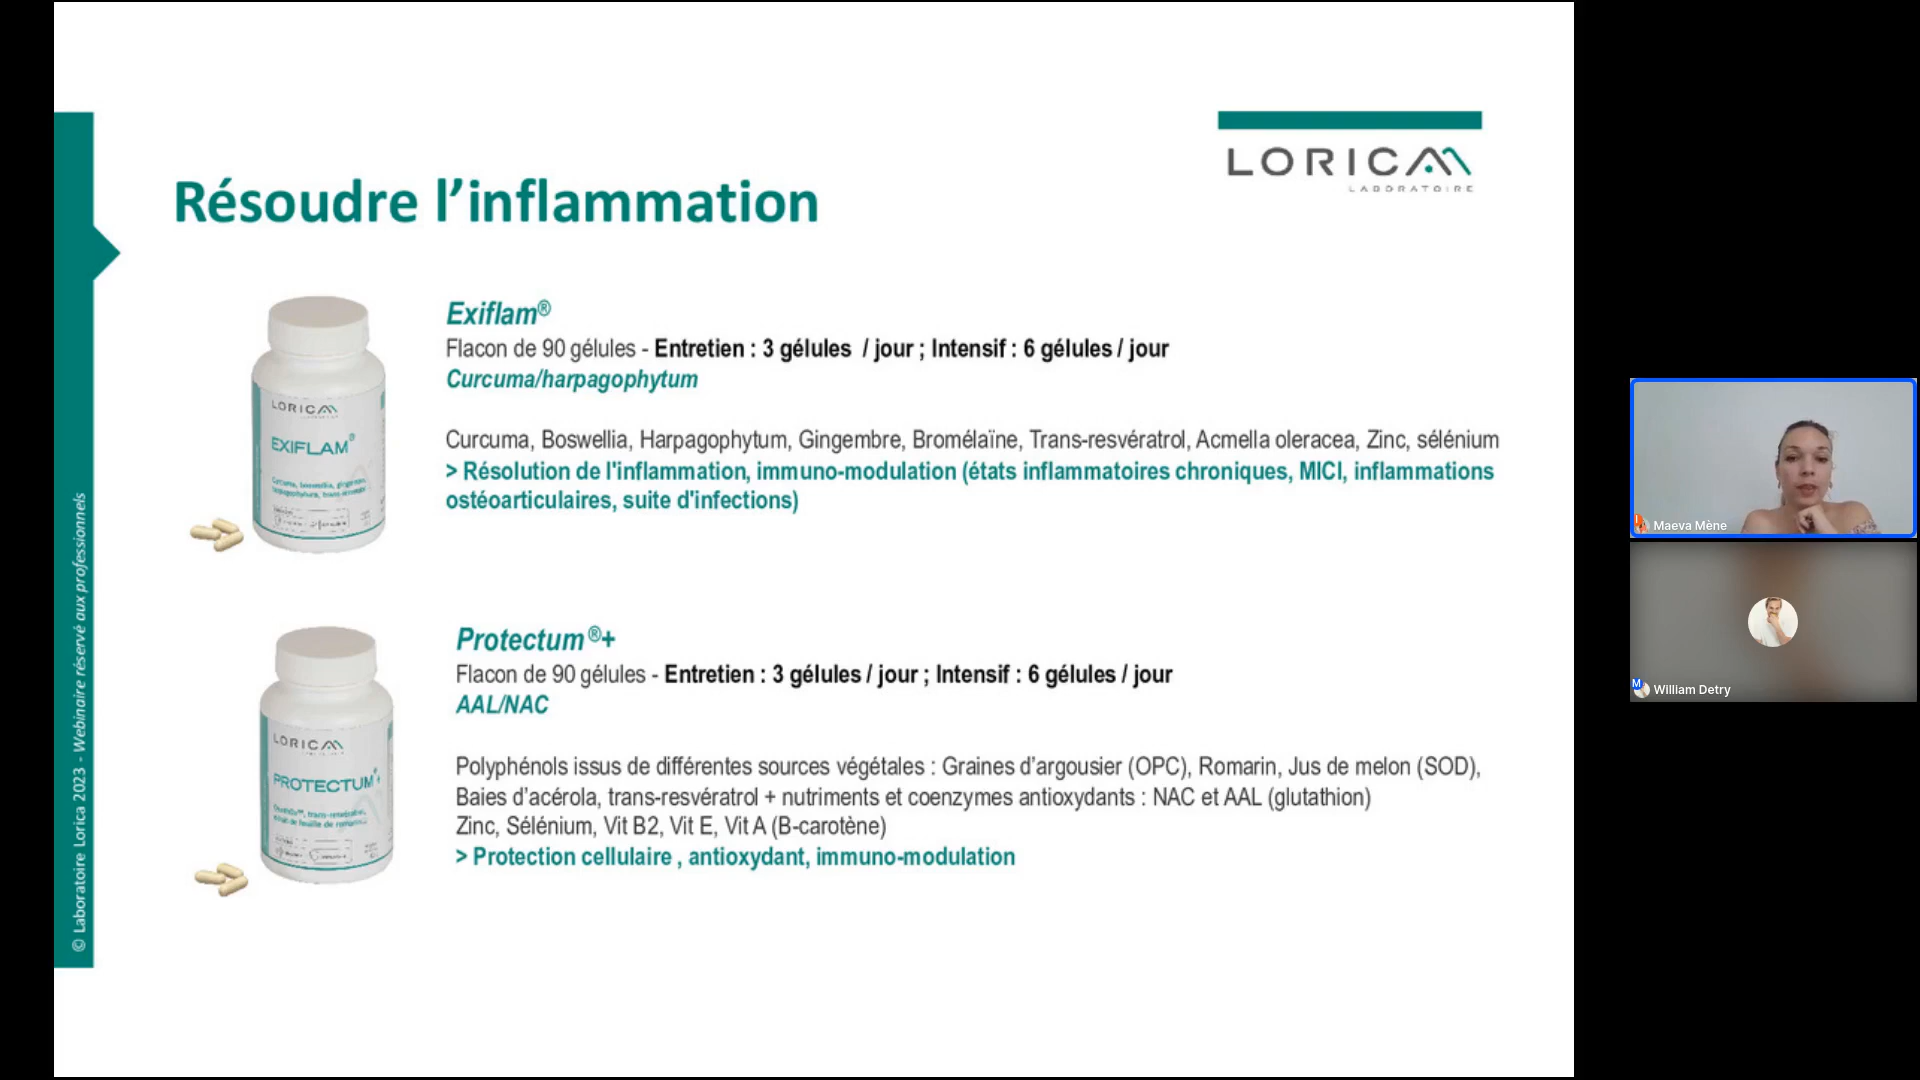 LORICA
LABORATOIRE
Résoudre l'inflammation
Exiflam®
Flacon de 90 gélules - Entretien : 3 gélules / jour ; Intensif : 6 gélules / jour
Curcuma/harpagophytum
Curcuma, Boswellia, Harpagophytum, Gingembre, Bromélaïne, Trans-resvératrol, Acmella oleracea, Zinc, sélénium
> Résolution de l'inflammation, immuno-modulation (états inflammatoires chroniques, MICI, inflammations
ostéoarticulaires, suite d'infections)
LORICA
EXIFLAM®
Protectum®+
Flacon de 90 gélules - Entretien : 3 gélules / jour ; Intensif : 6 gélules / jour
AAL/NAC
Polyphénols issus de différentes sources végétales : Graines d'argousier (OPC), Romarin, Jus de melon (SOD),
Baies d'acérola, trans-resvératrol + nutriments et coenzymes antioxydants : NAC et AAL (glutathion)
Zinc, Sélénium, Vit B2, Vit E, Vit A (B-carotène)
> Protection cellulaire , antioxydant, immuno-modulation
LORICA
PROTECTUM®+
© Laboratoire Lorica 2023 - Webinaire réservé aux professionnels
Maeva Mène
M
William Detry